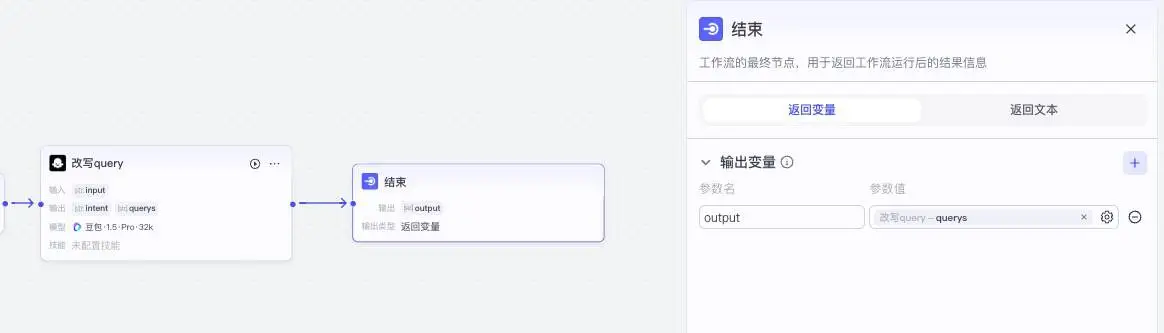 改写query
输入 str. input
输出 str. intent str. querys
模型 豆包·1.5·Pro·32k
技能 未配置技能
结束
输出 output
输出类型 返回变量
结束
工作流的最终节点，用于返回工作流运行后的结果信息
返回变量 返回文本
输出变量
参数名 参数值
output 改写query – querys